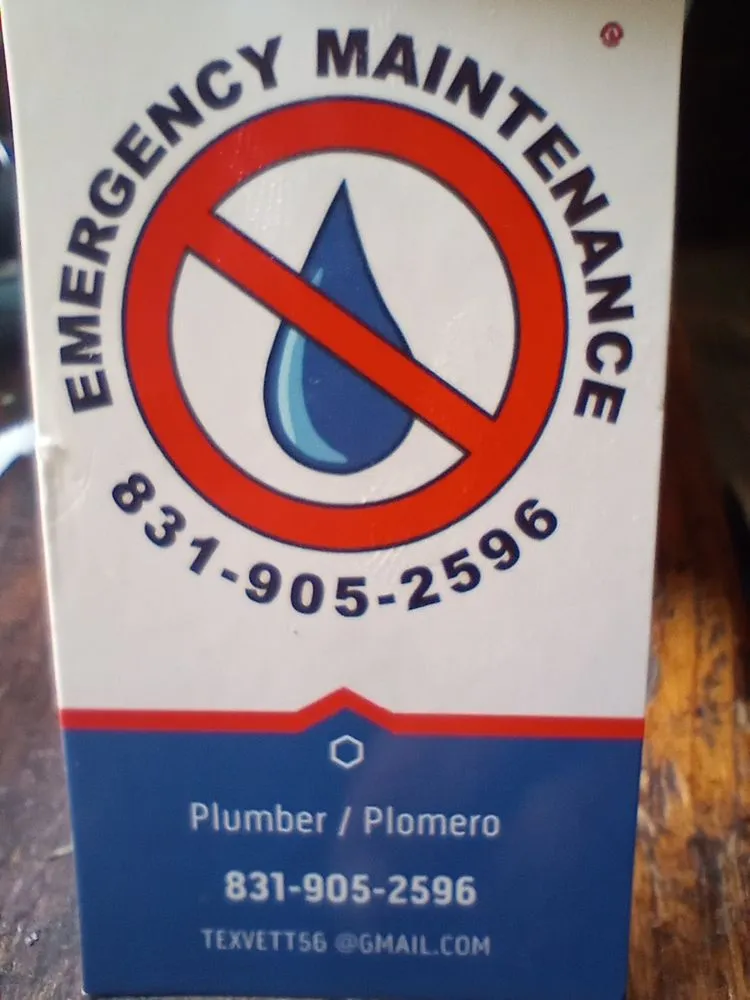 EMERGENCY MAINTENANCE
831-905-2596
Plumber / Plomero
831-905-2596
TEXVETT56 @GMAIL.COM